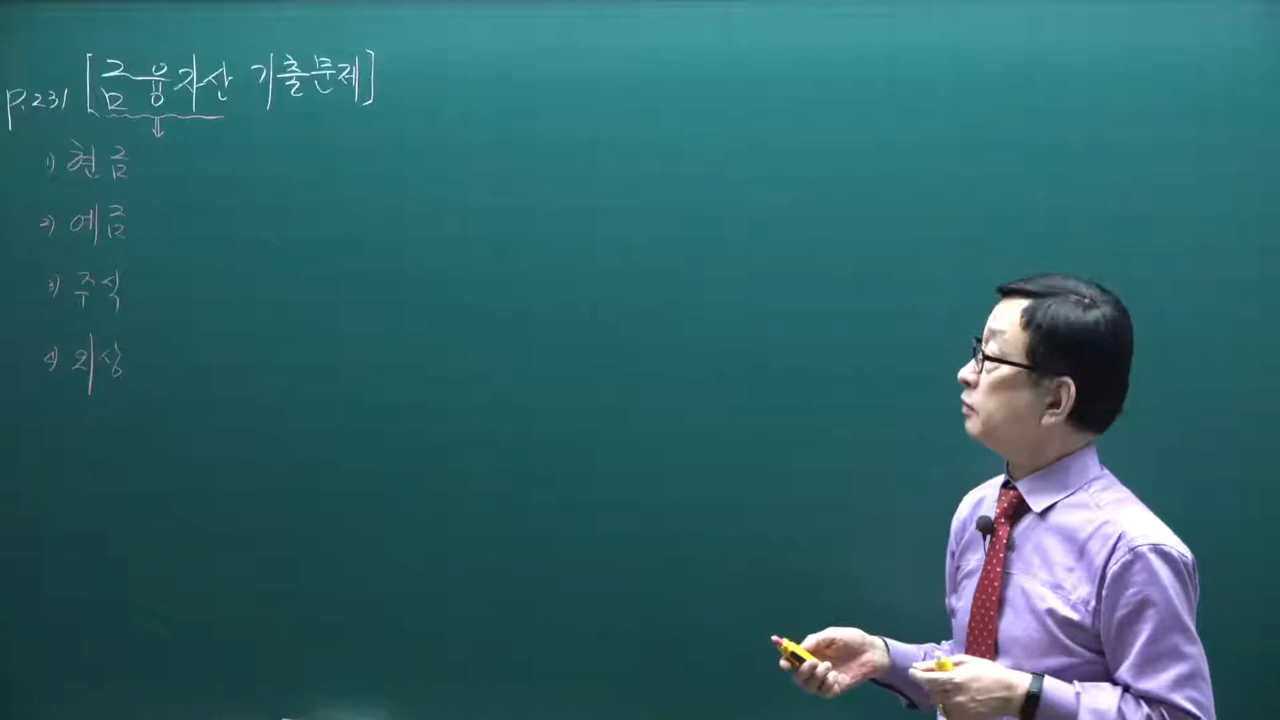 p.231 [금융자산 기출문제]
1) 현금
2) 예금
3) 주식
4) 외상